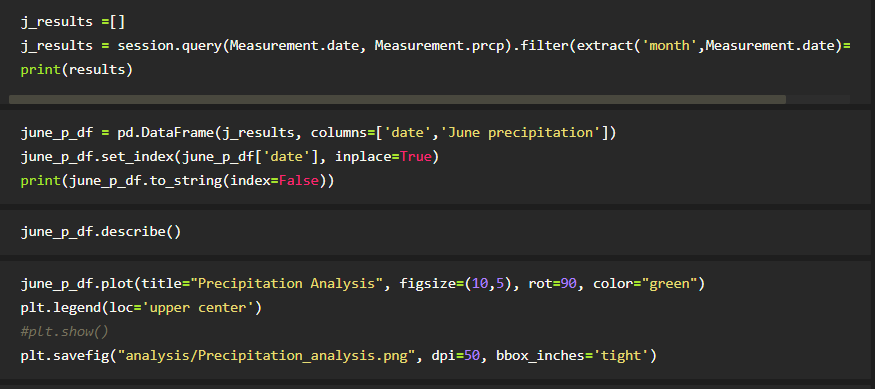 j_results =[]
j_results = session.query(Measurement.date, Measurement.prcp).filter(extract('month',Measurement.date)=
print(results)
june_p_df = pd.DataFrame(j_results, columns=['date','June precipitation'])
june_p_df.set_index(june_p_df['date'], inplace=True)
print(june_p_df.to_string(index=False))
june_p_df.describe()
june_p_df.plot(title="Precipitation Analysis", figsize=(10,5), rot=90, color="green")
plt.legend(loc='upper center')
#plt.show()
plt.savefig("analysis/Precipitation_analysis.png", dpi=50, bbox_inches='tight')